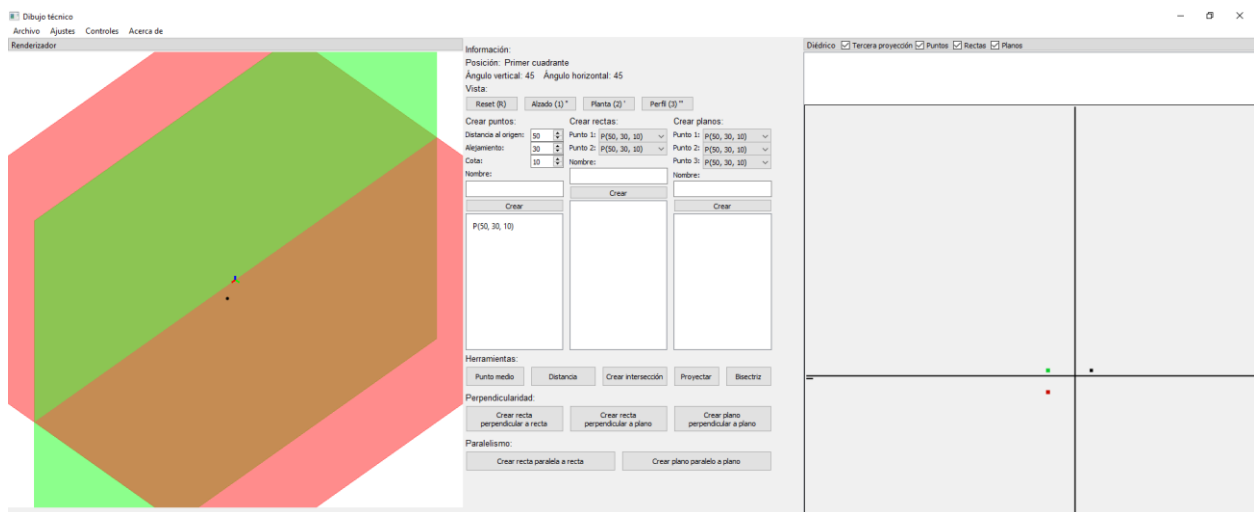 Dibujo técnico
Archivo Ajustes Controles Acerca de
Renderizador
Información:
Posición: Primer cuadrante
Ángulo vertical: 45 Ángulo horizontal: 45
Vista:
Reset (R) Alzado (1) " Planta (2) ' Perfil (3) '''
Crear puntos: Crear rectas: Crear planos:
Distancia al origen: 50 Punto 1: P(50, 30, 10) Punto 1: P(50, 30, 10)
Alejamiento: 30 Punto 2: P(50, 30, 10) Punto 2: P(50, 30, 10)
Cota: 10 Nombre: Punto 3: P(50, 30, 10)
Nombre: Nombre:
Crear
Crear Crear
P(50, 30, 10)
Herramientas:
Punto medio Distancia Crear intersección Proyectar Bisectriz
Perpendicularidad:
Crear recta perpendicular a recta Crear recta perpendicular a plano Crear plano perpendicular a plano
Paralelismo:
Crear recta paralela a recta Crear plano paralelo a plano
Diédrico Tercera proyección Puntos Rectas Planos